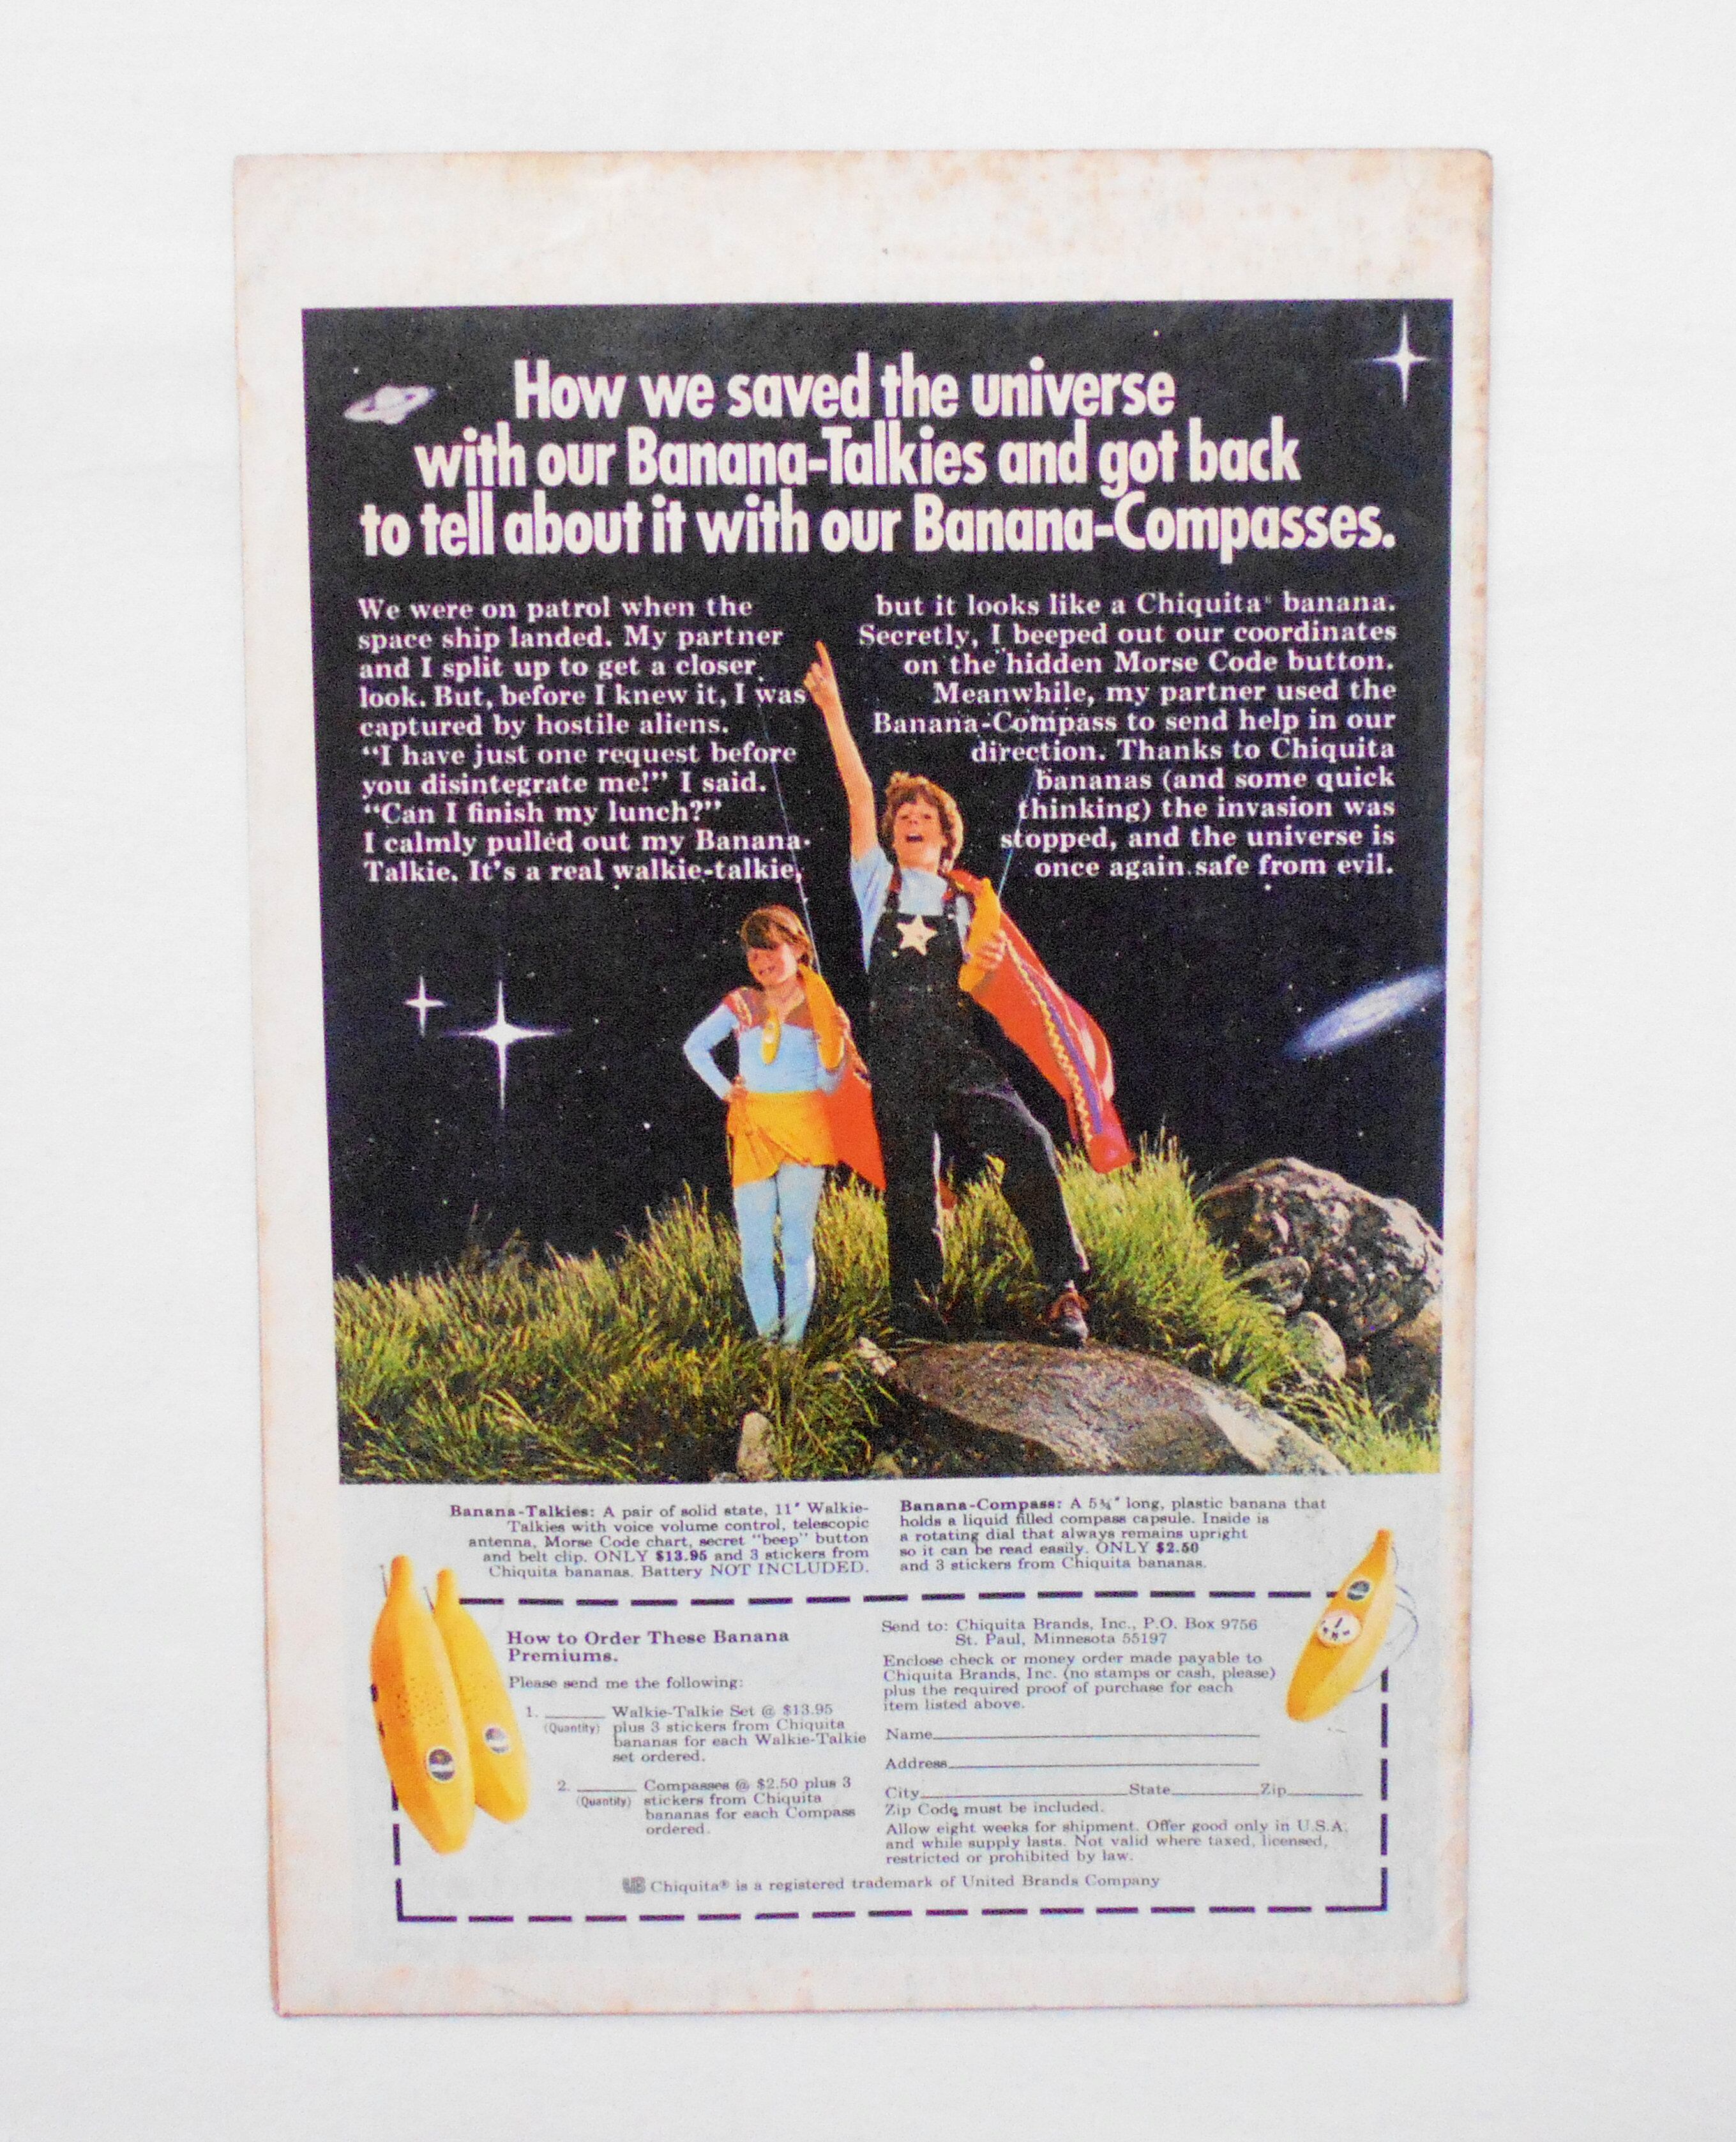 How we saved the universe
with our Banana-Talkies and got back
to tell about it with our Banana-Compasses.
We were on patrol when the
space ship landed. My partner
and I split up to get a closer
look. But, before I knew it, I was
captured by hostile aliens.
“I have just one request before
you disintegrate me!” I said.
“Can I finish my lunch?”
I calmly pulled out my Banana-
Talkie. It's a real walkie-talkie,
but it looks like a Chiquita® banana.
Secretly, I beeped out our coordinates
on the hidden Morse Code button.
Meanwhile, my partner used the
Banana-Compass to send help in our
direction. Thanks to Chiquita
bananas (and some quick
thinking) the invasion was
stopped, and the universe is
once again safe from evil.
Banana-Talkies: A pair of solid state, 11" Walkie-
Talkies with voice volume control, telescopic
antenna, Morse Code chart, secret "beep" button
and belt clip. ONLY $13.95 and 3 stickers from
Chiquita bananas. Battery NOT INCLUDED.
Banana-Compass: A 5¾" long, plastic banana that
holds a liquid filled compass capsule. Inside is
a rotating dial that always remains upright
so it can be read easily. ONLY $2.50
and 3 stickers from Chiquita bananas.
How to Order These Banana
Premiums.
Please send me the following:
1. ______ Walkie-Talkie Set @ $13.95
(Quantity) plus 3 stickers from Chiquita
bananas for each Walkie-Talkie
set ordered.
2. ______ Compasses @ $2.50 plus 3
(Quantity) stickers from Chiquita
bananas for each Compass
ordered.
Send to: Chiquita Brands, Inc., P.O. Box 9756
St. Paul, Minnesota 55197
Enclose check or money order made payable to
Chiquita Brands, Inc. (no stamps or cash, please)
plus the required proof of purchase for each
item listed above.
Name
Address
City State Zip
Zip Code must be included.
Allow eight weeks for shipment. Offer good only in U.S.A.
and while supply lasts. Not valid where taxed, licensed,
restricted or prohibited by law.
UB Chiquita® is a registered trademark of United Brands Company